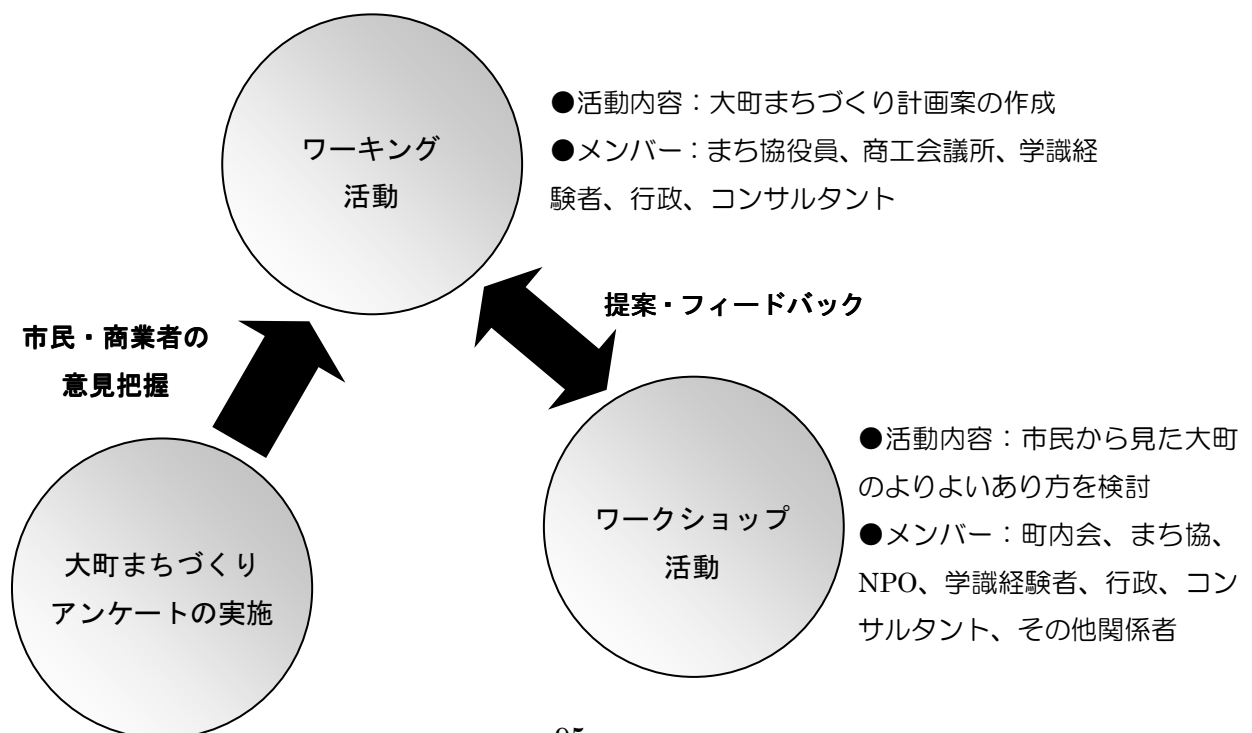 ワーキング
活動
●活動内容：大町まちづくり計画案の作成
●メンバー：まち協役員、商工会議所、学識経
験者、行政、コンサルタント
提案・フィードバック
市民・商業者の
意見把握
●活動内容：市民から見た大町
のよりよいあり方を検討
●メンバー：町内会、まち協、
NPO、学識経験者、行政、コン
サルタント、その他関係者
ワークショップ
活動
大町まちづくり
アンケートの実施